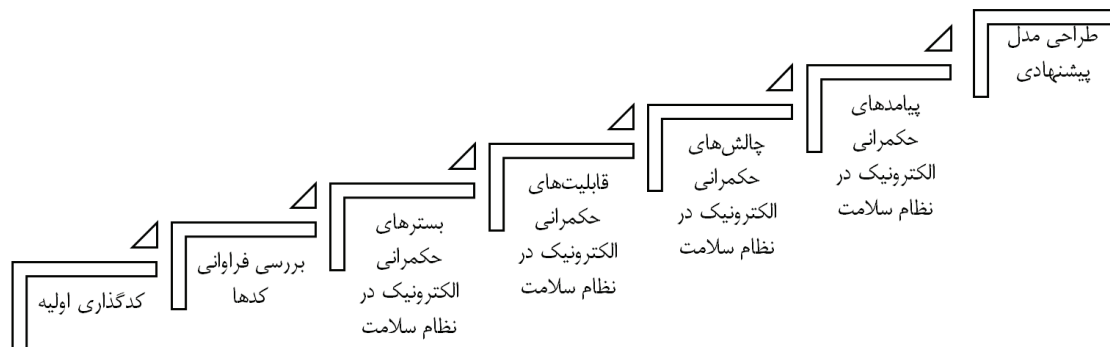 کدگذاری اولیه
بررسی فراوانی
کدها
بسترهای
حکمرانی
الکترونیک در
نظام سلامت
قابلیت‌های
حکمرانی
الکترونیک در
نظام سلامت
چالش‌های
حکمرانی
الکترونیک در
نظام سلامت
پیامدهای
حکمرانی
الکترونیک در
نظام سلامت
طراحی مدل
پیشنهادی